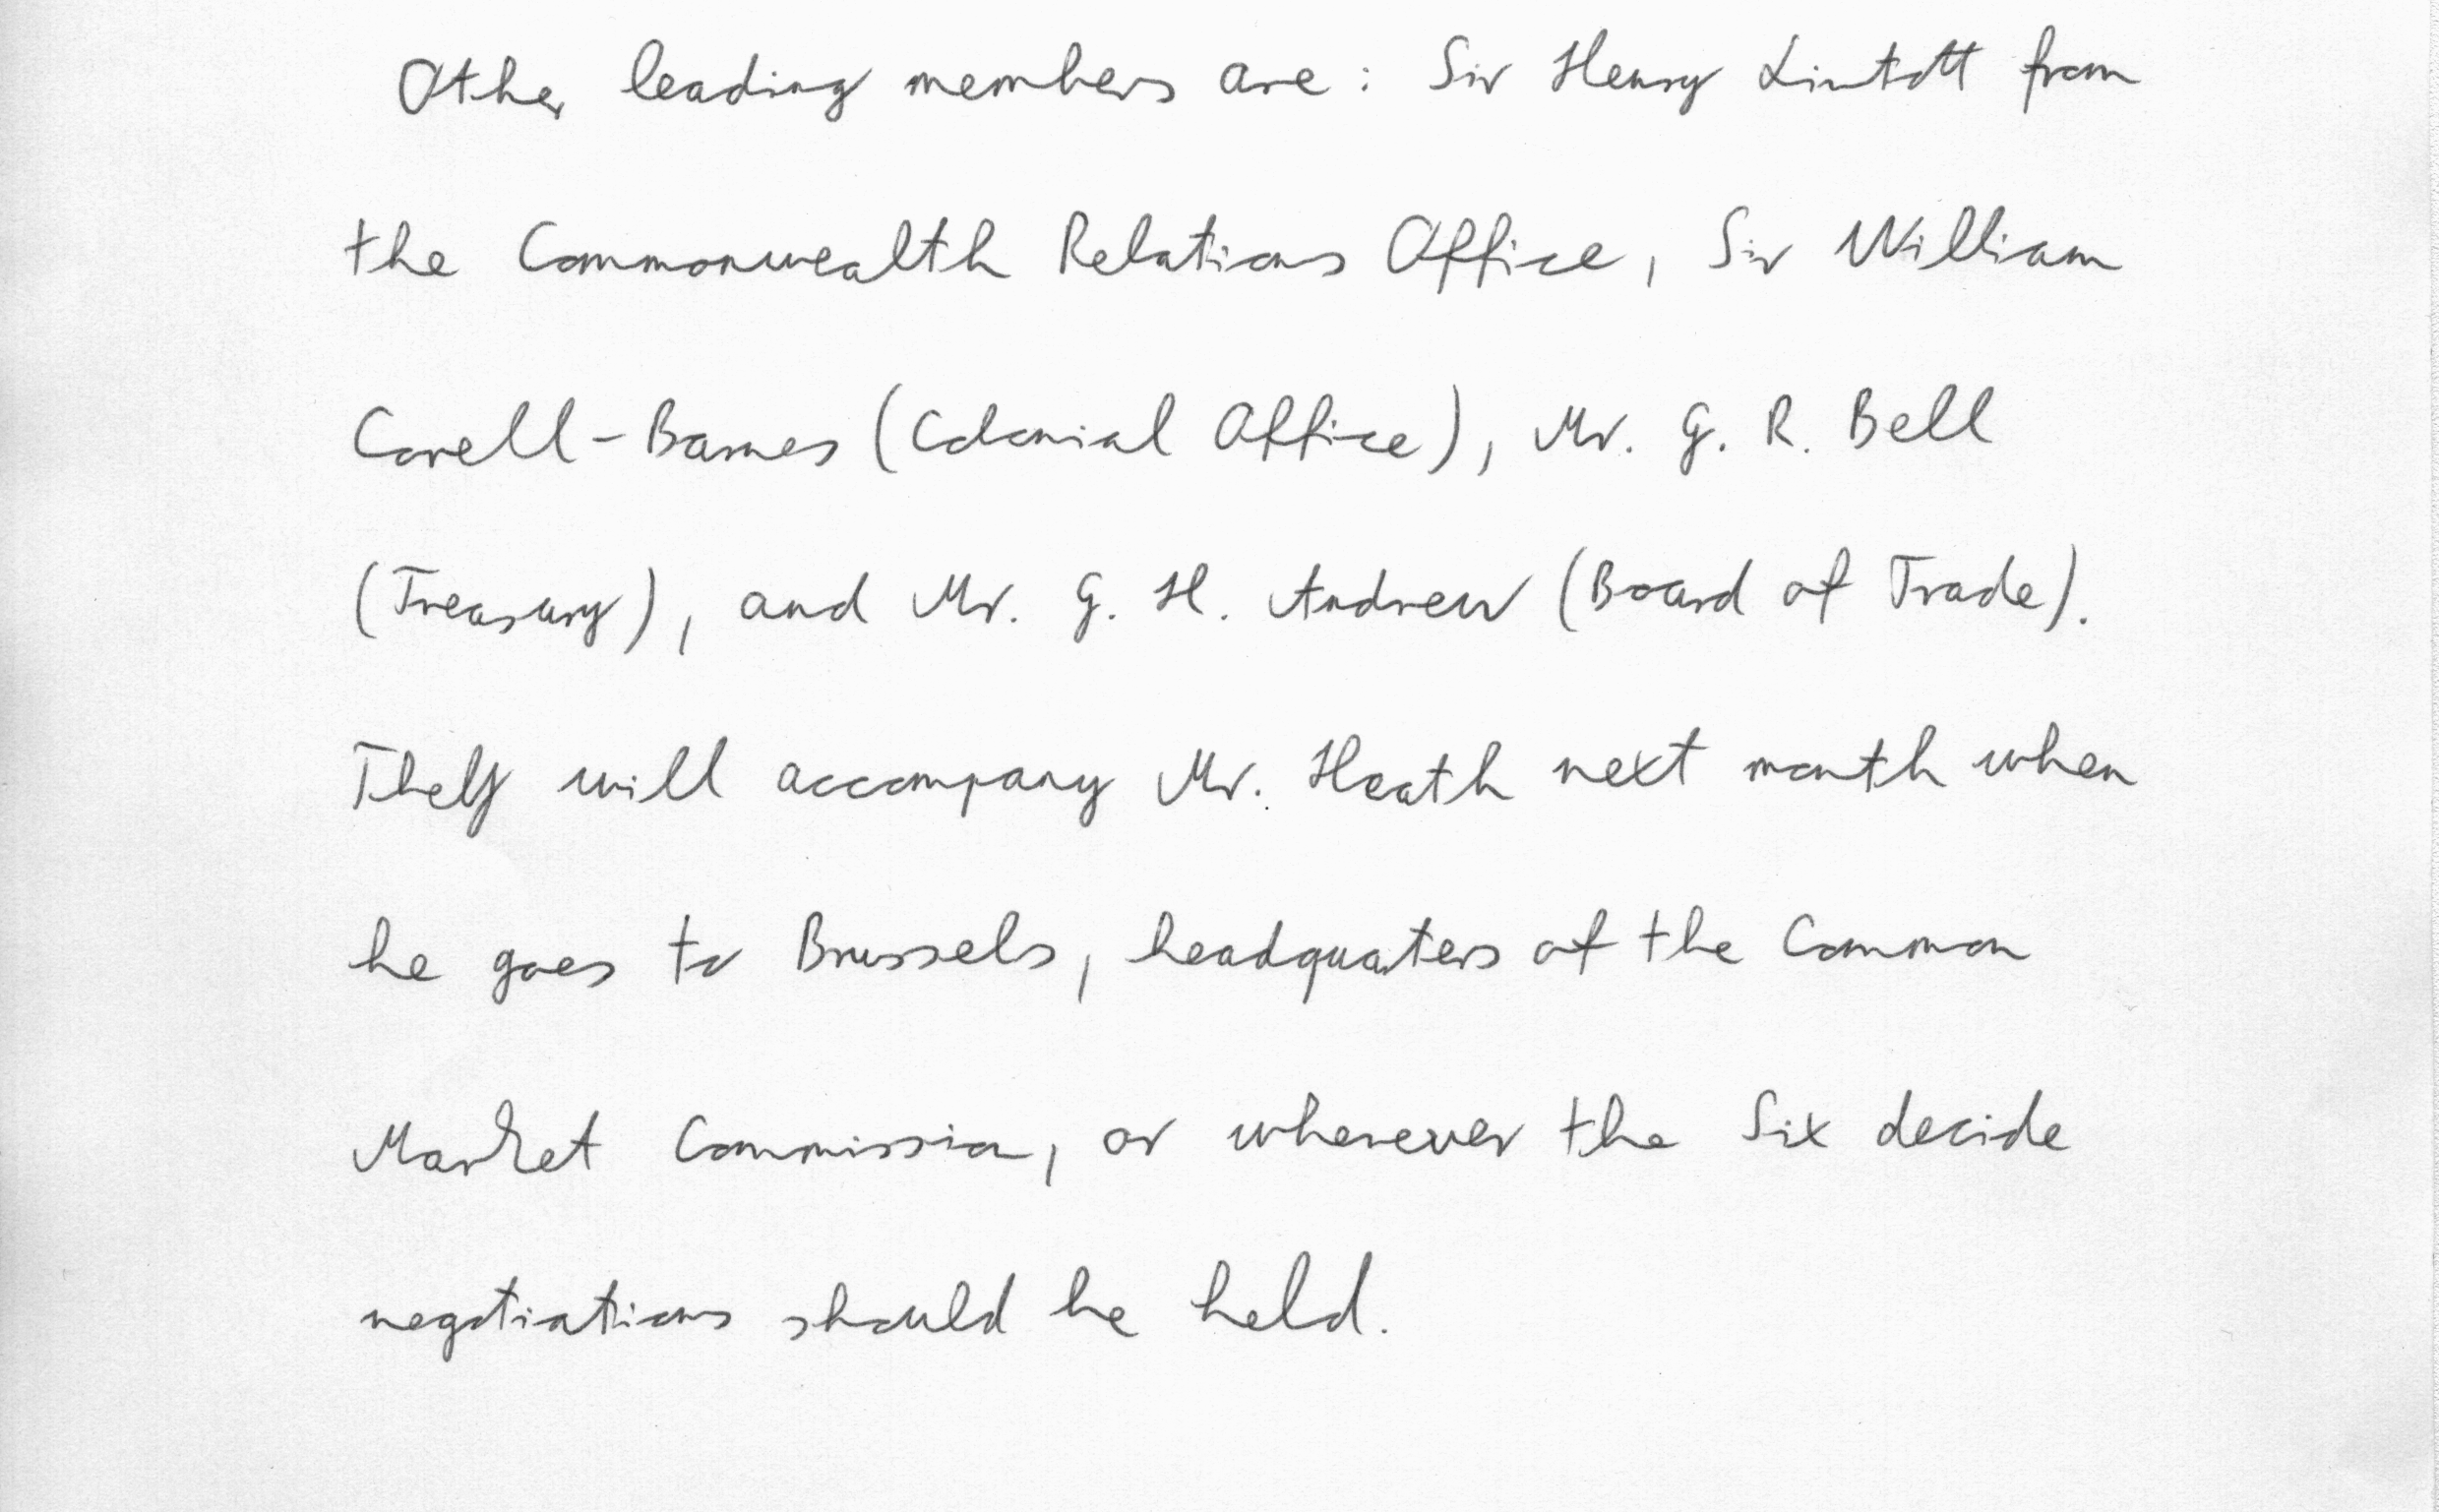 Other leading members are: Sir Henry Lintott from
the Commonwealth Relations Office, Sir William
Corell-Barnes (Colonial Office), Mr. G. R. Bell
(Treasury), and Mr. G. H. Andrew (Board of Trade).
They will accompany Mr. Heath next month when
he goes to Brussels, headquarters of the Common
Market Commission, or wherever the Six decide
negotiations should be held.